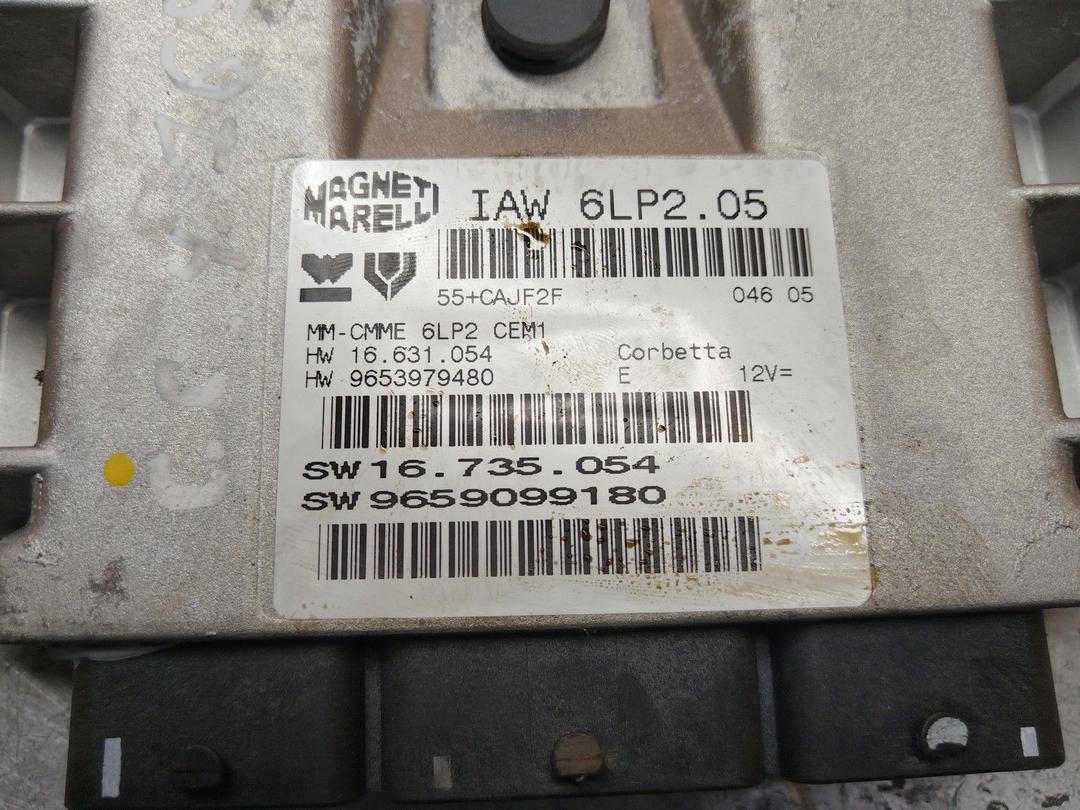 MAGNETI
MARELLI
IAW 6LP2.05
55+CAJF2F 046 05
MM-CMME 6LP2 CEM1
HW 16.631.054 Corbetta
HW 9653979480 E 12V=
SW 16.735.054
SW 9659099180